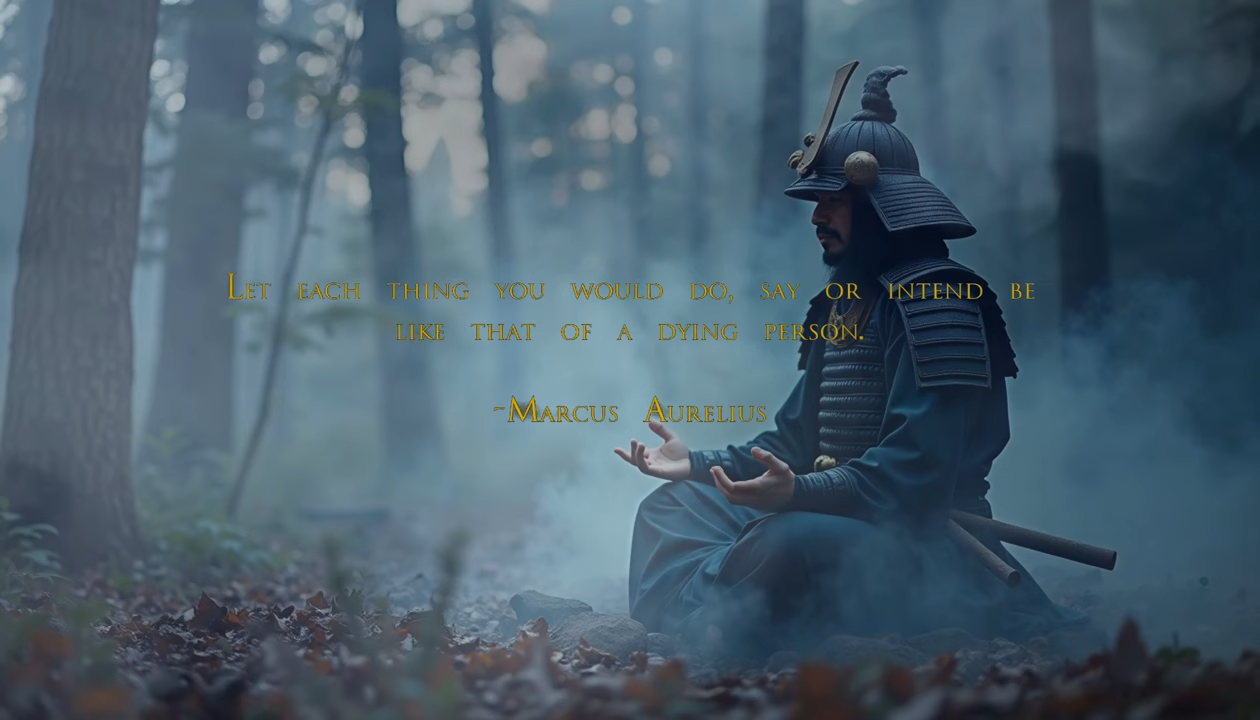 Let each thing you would do, say or intend be
like that of a dying person.
~Marcus Aurelius